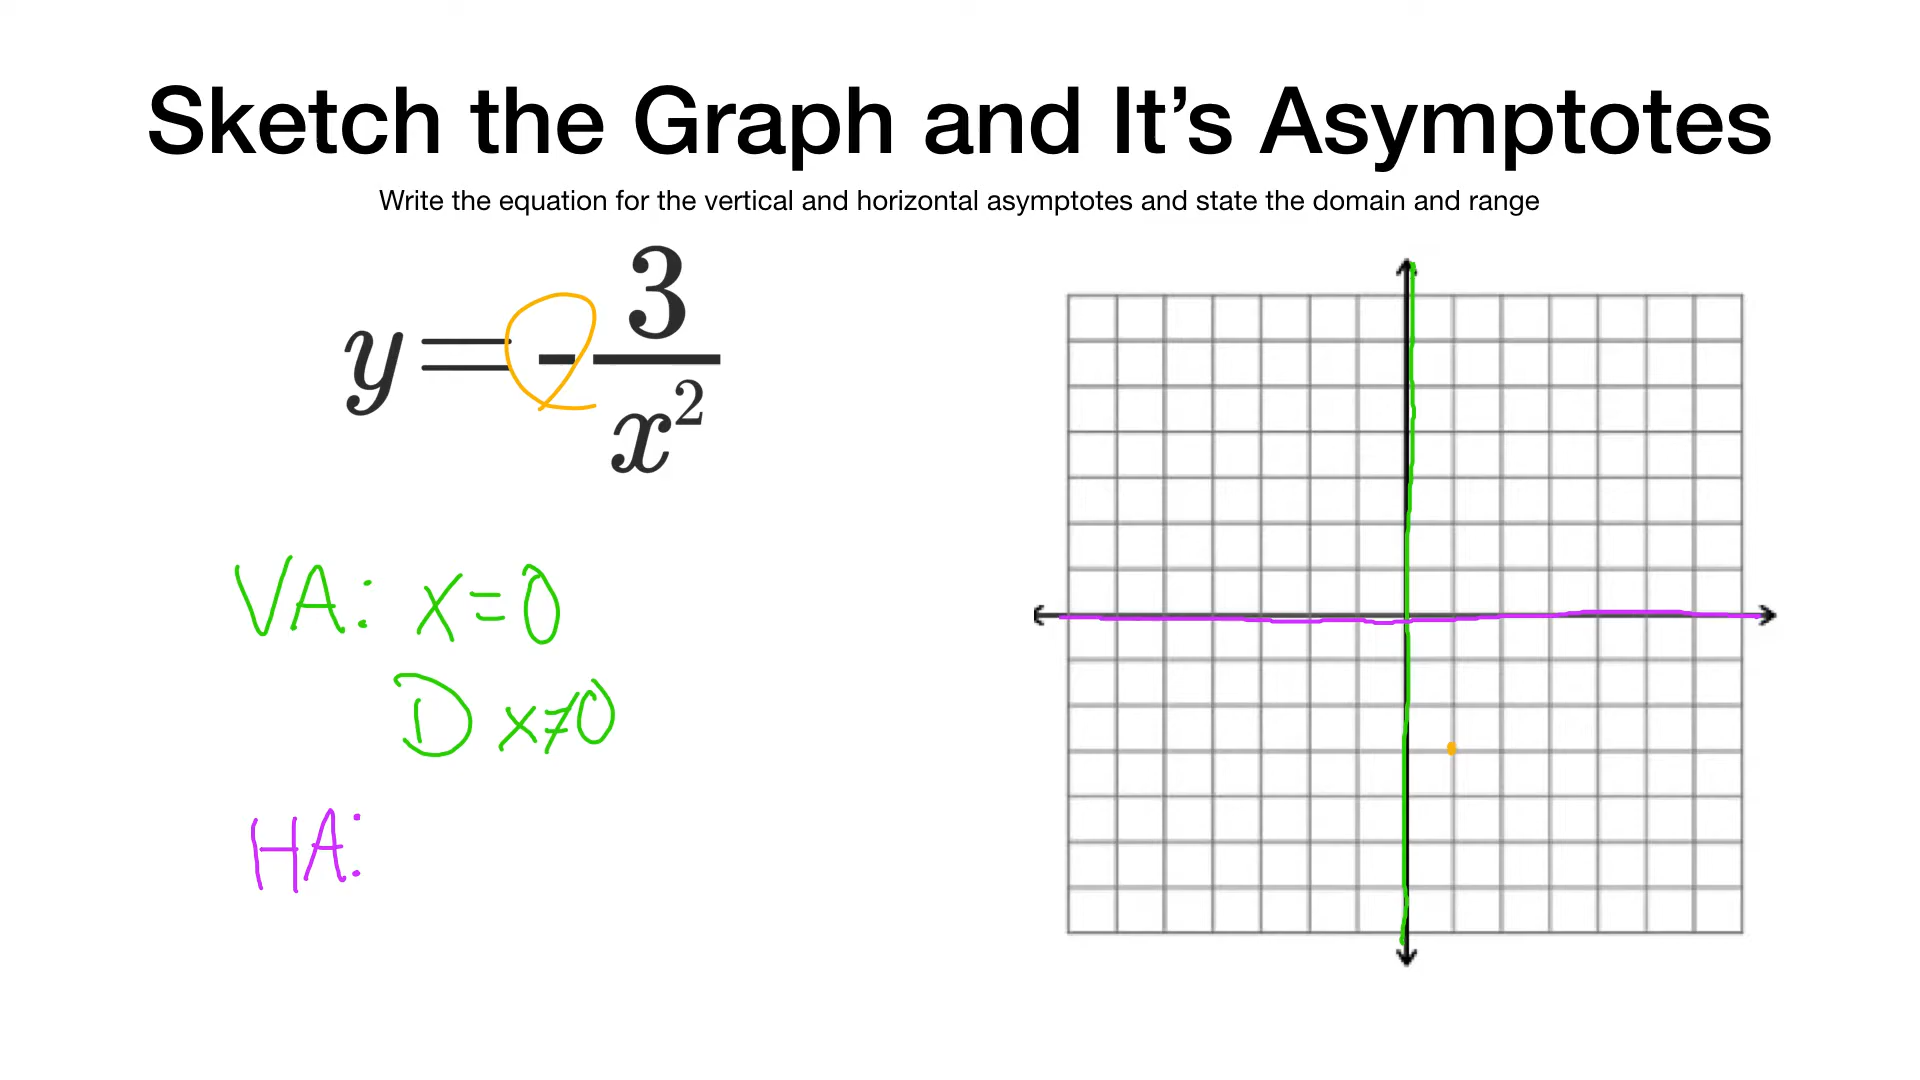 Sketch the Graph and It’s Asymptotes
Write the equation for the vertical and horizontal asymptotes and state the domain and range
y = - 3/x²
VA: x=0
D x≠0
HA: